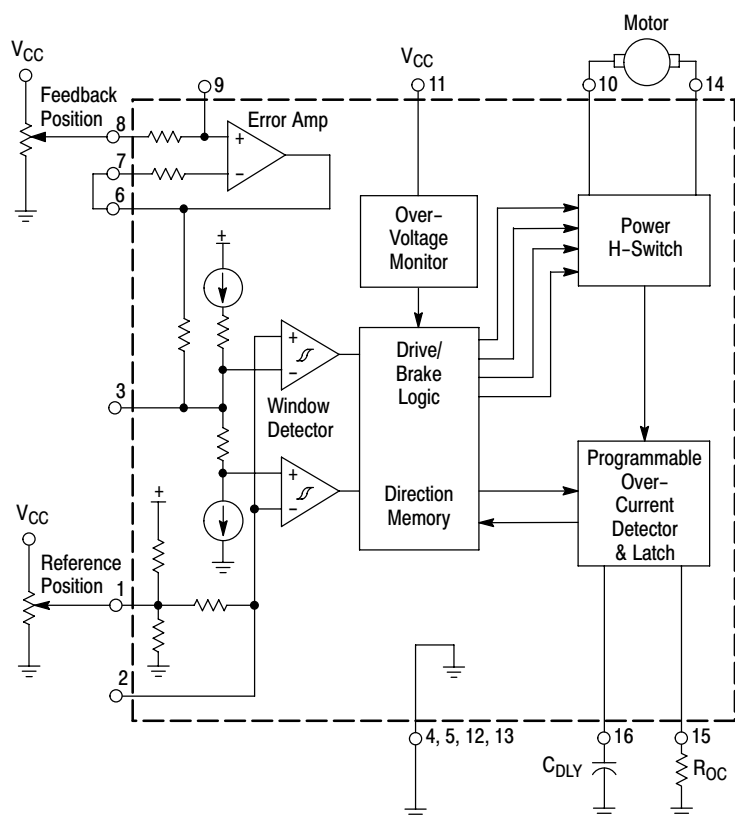 Motor
VCC
9
VCC
11
10
14
Feedback
Position
8
Error Amp
+
7
−
6
Over−
Voltage
Monitor
Power
H−Switch
+
+
−
3
Drive/
Brake
Logic
Window
Detector
+
−
Direction
Memory
Programmable
Over−
Current
Detector
& Latch
+
VCC
Reference
Position
1
2
4, 5, 12, 13
16
15
CDLY
ROC